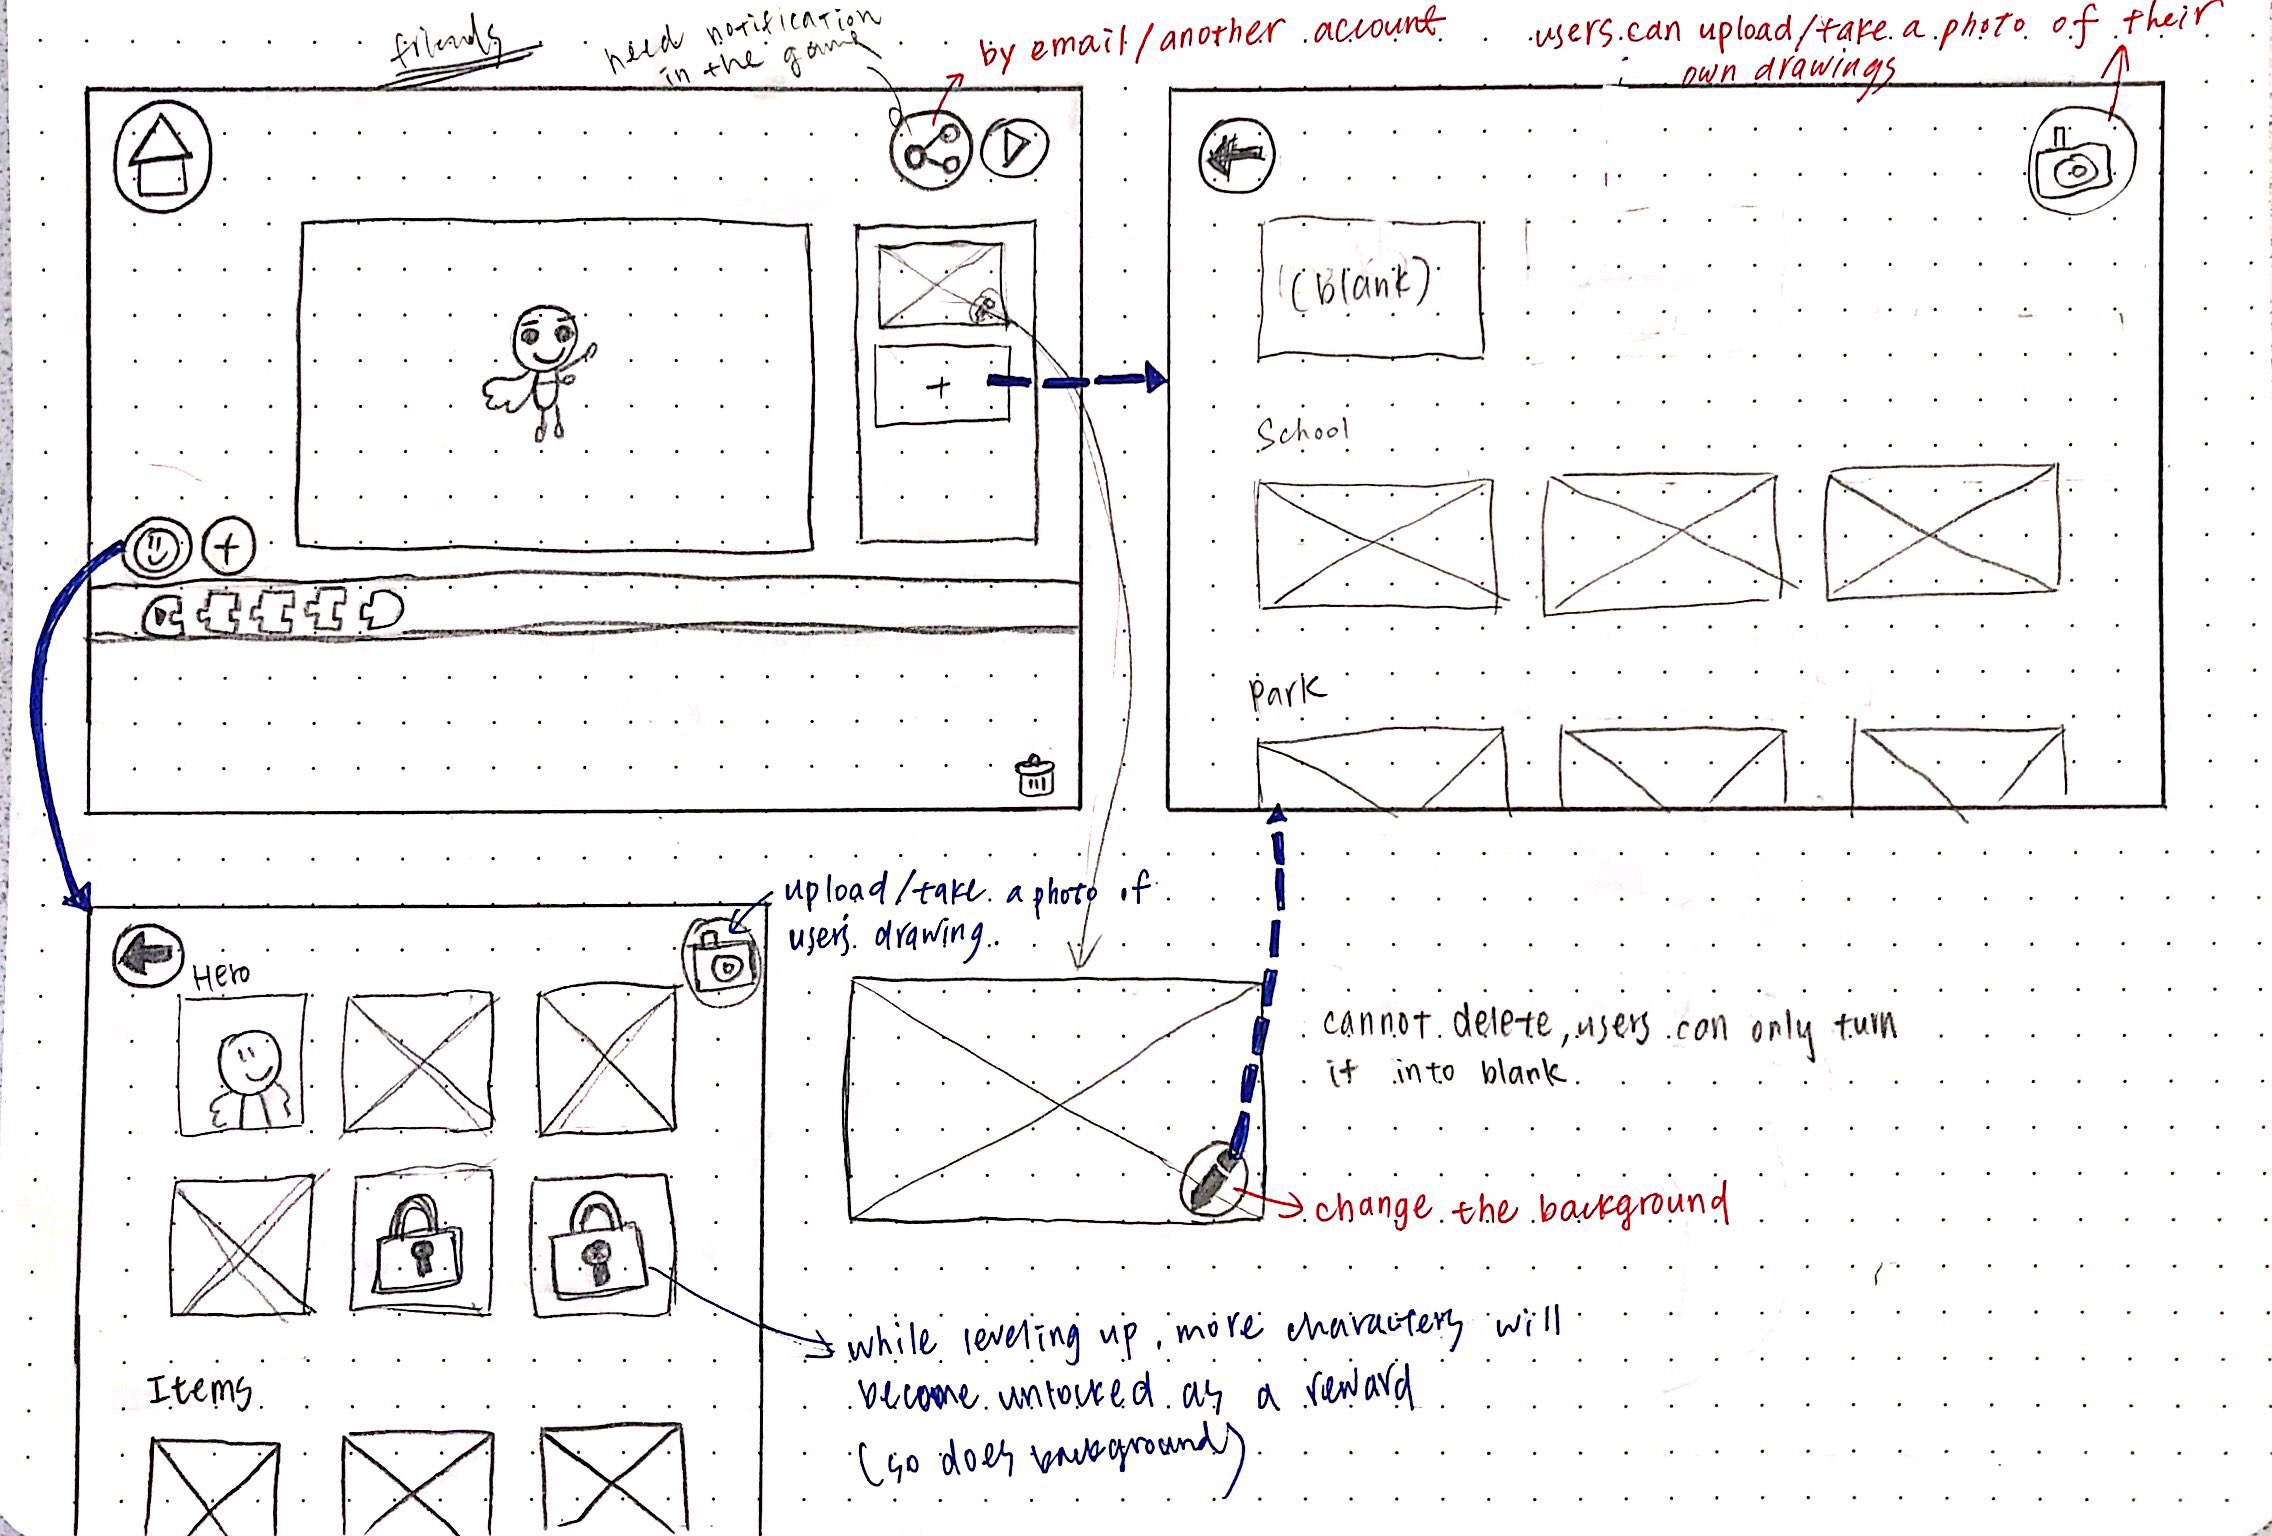 friends
need notification
in the game
by email/another account
users can upload/take a photo of their
own drawings
(blank)
School
Park
upload/take a photo of
users drawing.
Hero
cannot delete, users can only turn
it into blank.
change the background
while leveling up, more characters will
become unlocked as a reward
(so does background)
Items